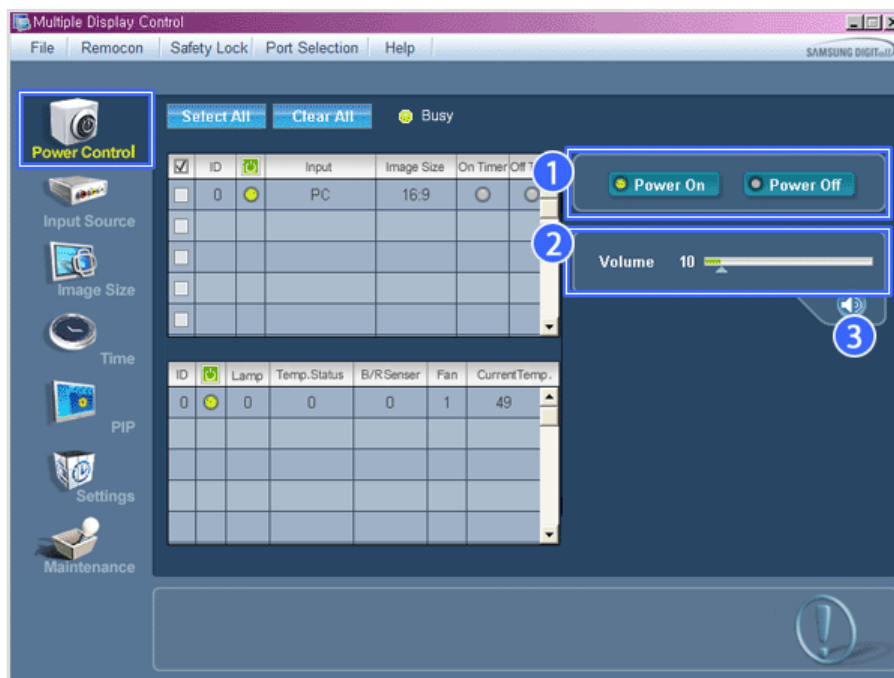 Multiple Display Control
File Remocon Safety Lock Port Selection Help
SAMSUNG DIGITall
Select All Clear All Busy
Power Control
ID Input Image Size On Timer Off T
1
Power On Power Off
0 PC 16:9
Input Source
2
Volume 10
Image Size
3
Time
ID Lamp Temp.Status B/RSenser Fan CurrentTemp.
0 0 0 0 1 49
PIP
Settings
Maintenance